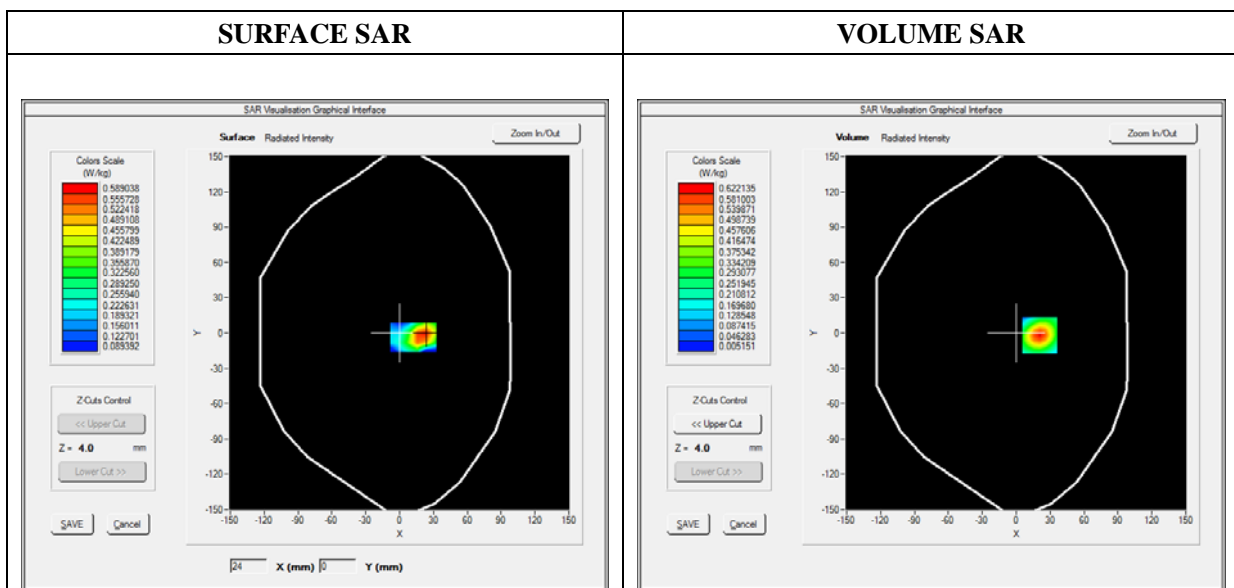 SURFACE SAR
VOLUME SAR
SAR Visualisation Graphical Interface
Surface Radiated Intensity
Zoom In/Out
Colors Scale
(W/kg)
0.589038
0.555728
0.522418
0.489108
0.455799
0.422489
0.389179
0.355870
0.322560
0.289250
0.255940
0.222631
0.189321
0.156011
0.122701
0.089392
Z-Cuts Control
<< Upper Cut
Z = 4.0 mm
Lower Cut >>
SAVE Cancel
150
120
90
60
30
0
-30
-60
-90
-120
-150
Y
-150 -120 -90 -60 -30 0 30 60 90 120 150
X
24 X (mm) 0 Y (mm)
SAR Visualisation Graphical Interface
Volume Radiated Intensity
Zoom In/Out
Colors Scale
(W/kg)
0.622135
0.581003
0.539871
0.498739
0.457606
0.416474
0.375342
0.334209
0.293077
0.251945
0.210812
0.169680
0.128548
0.087415
0.046283
0.005151
Z-Cuts Control
<< Upper Cut
Z = 4.0 mm
Lower Cut >>
SAVE Cancel
150
120
90
60
30
0
-30
-60
-90
-120
-150
Y
-150 -120 -90 -60 -30 0 30 60 90 120 150
X